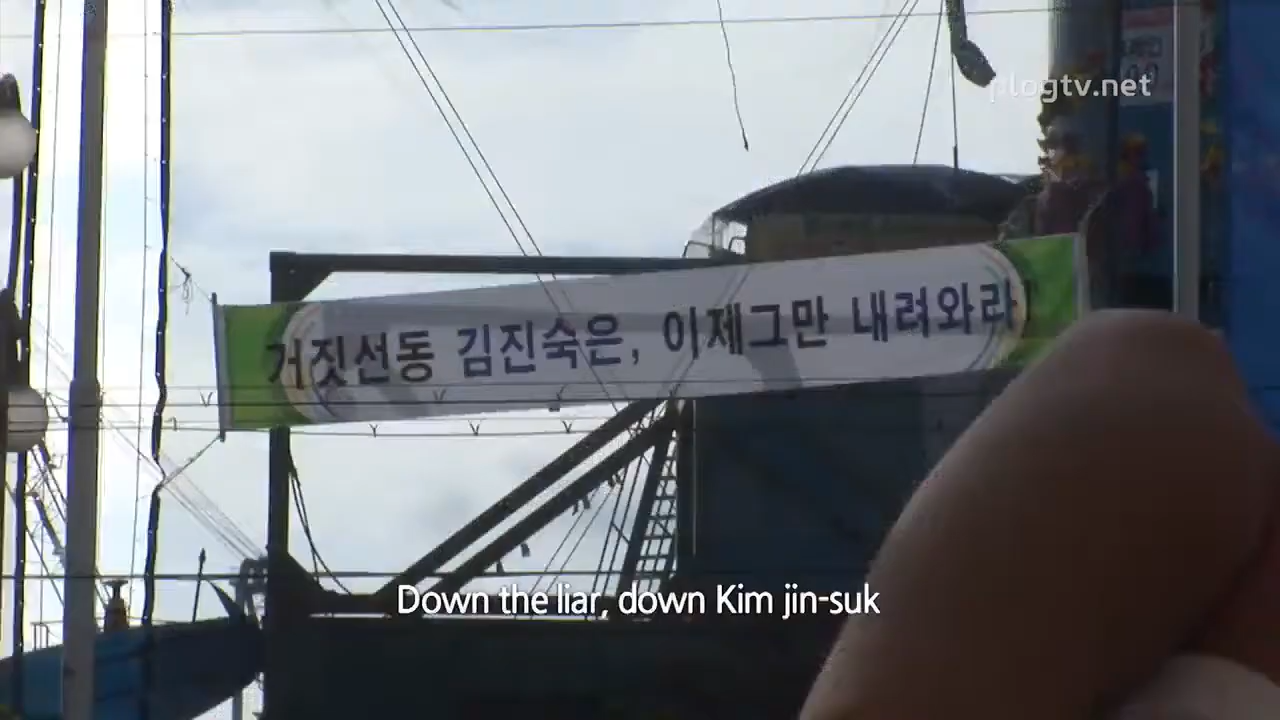 plogtv.net
거짓선동 김진숙은, 이제그만 내려와라
Down the liar, down Kim jin-suk